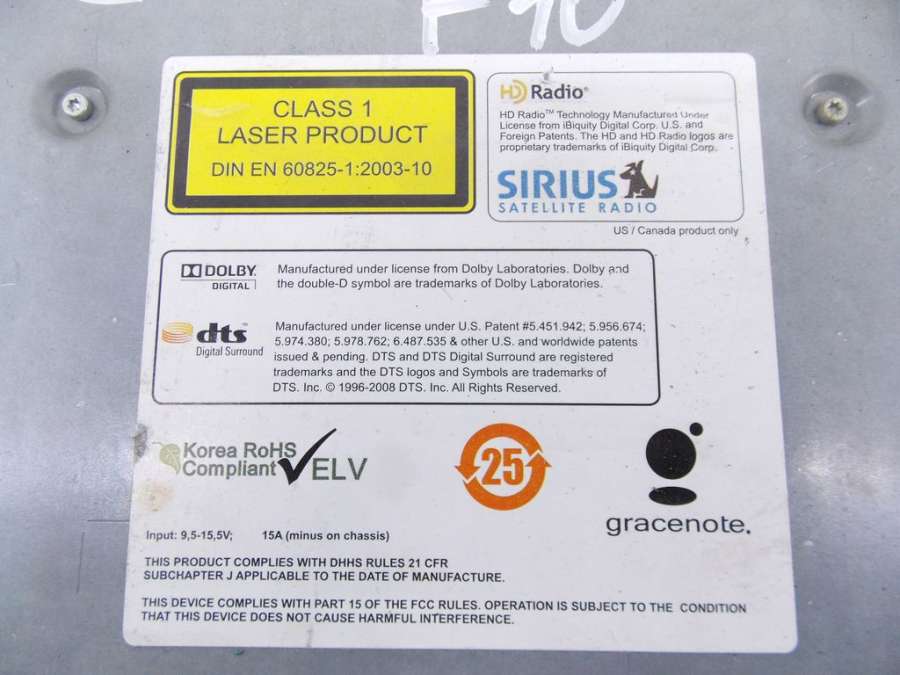 F10
CLASS 1
LASER PRODUCT
DIN EN 60825-1:2003-10
HD Radio®
HD Radio™ Technology Manufactured Under
License from iBiquity Digital Corp. U.S. and
Foreign Patents. The HD and HD Radio logos are
proprietary trademarks of iBiquity Digital Corp.
SIRIUS
SATELLITE RADIO
US / Canada product only
DOLBY
DIGITAL
Manufactured under license from Dolby Laboratories. Dolby and
the double-D symbol are trademarks of Dolby Laboratories.
dts
Digital Surround
Manufactured under license under U.S. Patent #5.451.942; 5.956.674;
5.974.380; 5.978.762; 6.487.535 & other U.S. and worldwide patents
issued & pending. DTS and DTS Digital Surround are registered
trademarks and the DTS logos and Symbols are trademarks of
DTS. Inc. © 1996-2008 DTS. Inc. All Rights Reserved.
Korea RoHS
Compliant
ELV
25
gracenote.
Input: 9,5-15,5V; 15A (minus on chassis)
THIS PRODUCT COMPLIES WITH DHHS RULES 21 CFR
SUBCHAPTER J APPLICABLE TO THE DATE OF MANUFACTURE.
THIS DEVICE COMPLIES WITH PART 15 OF THE FCC RULES. OPERATION IS SUBJECT TO THE CONDITION
THAT THIS DEVICE DOES NOT CAUSE HARMFUL INTERFERENCE.